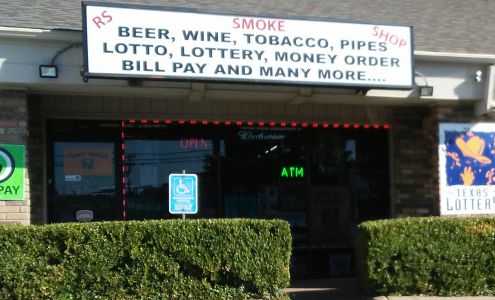 RS SMOKE SHOP
BEER, WINE, TOBACCO, PIPES
LOTTO, LOTTERY, MONEY ORDER
BILL PAY AND MANY MORE....
OPEN
ATM
PAY
TEXAS
LOTTERY